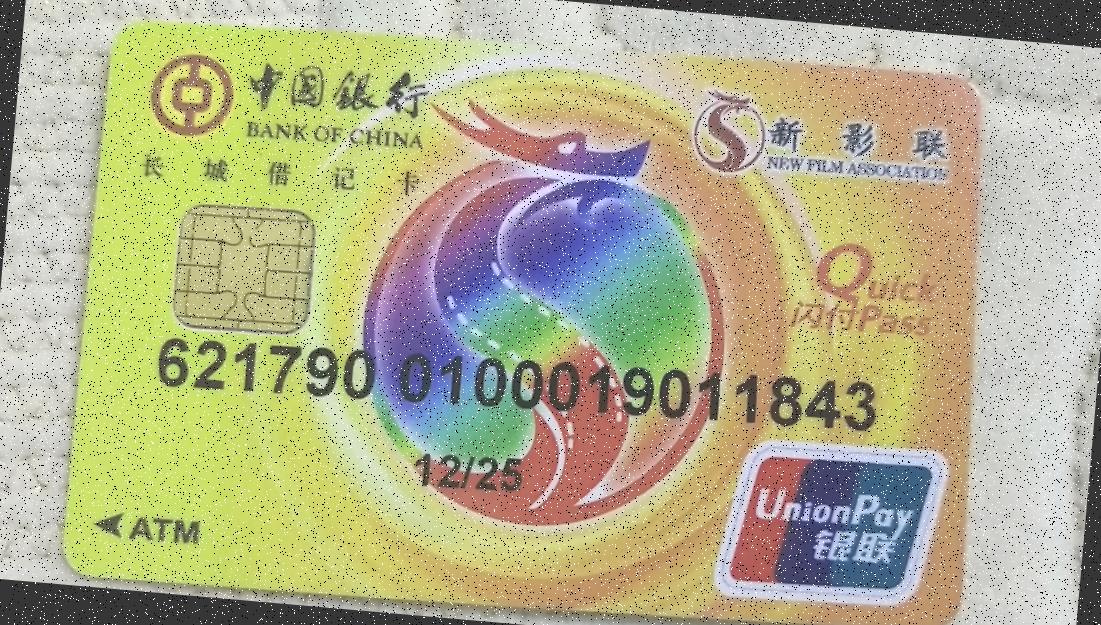 中国银行
BANK OF CHINA
长城借记卡
新影联
NEW FILM ASSOCIATION
Quick
闪付Pass
621790 0100019011843
12/25
ATM
UnionPay
银联